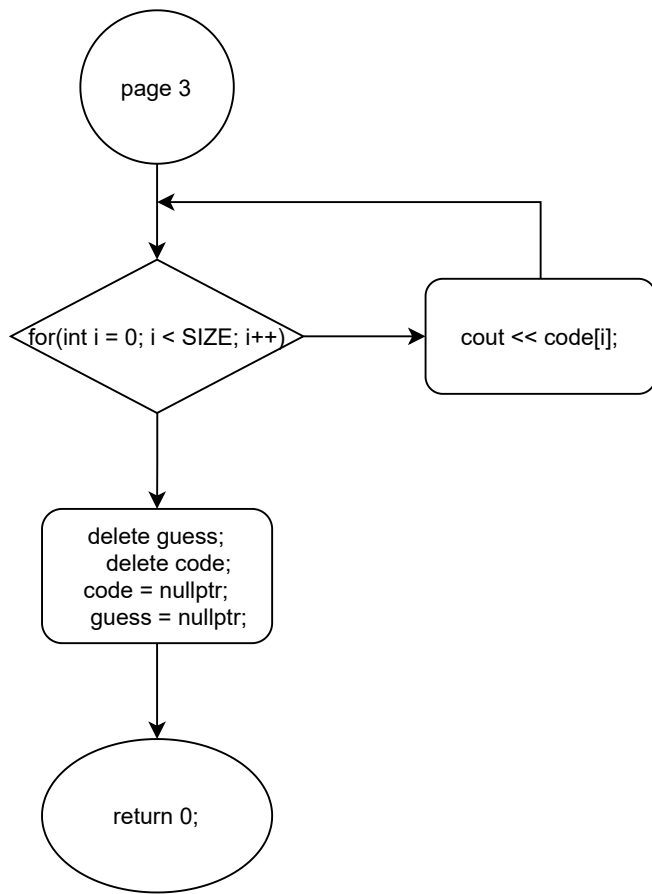 page 3
for(int i = 0; i < SIZE; i++)
cout << code[i];
delete guess;
delete code;
code = nullptr;
guess = nullptr;
return 0;